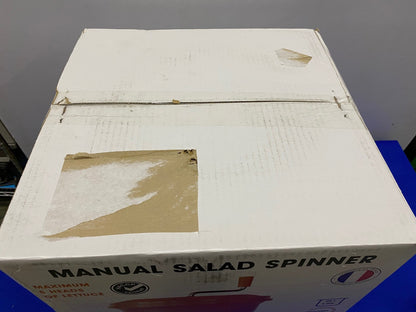 MANUAL SALAD SPINNER
MAXIMUM
5 HEADS
OF LETTUCE